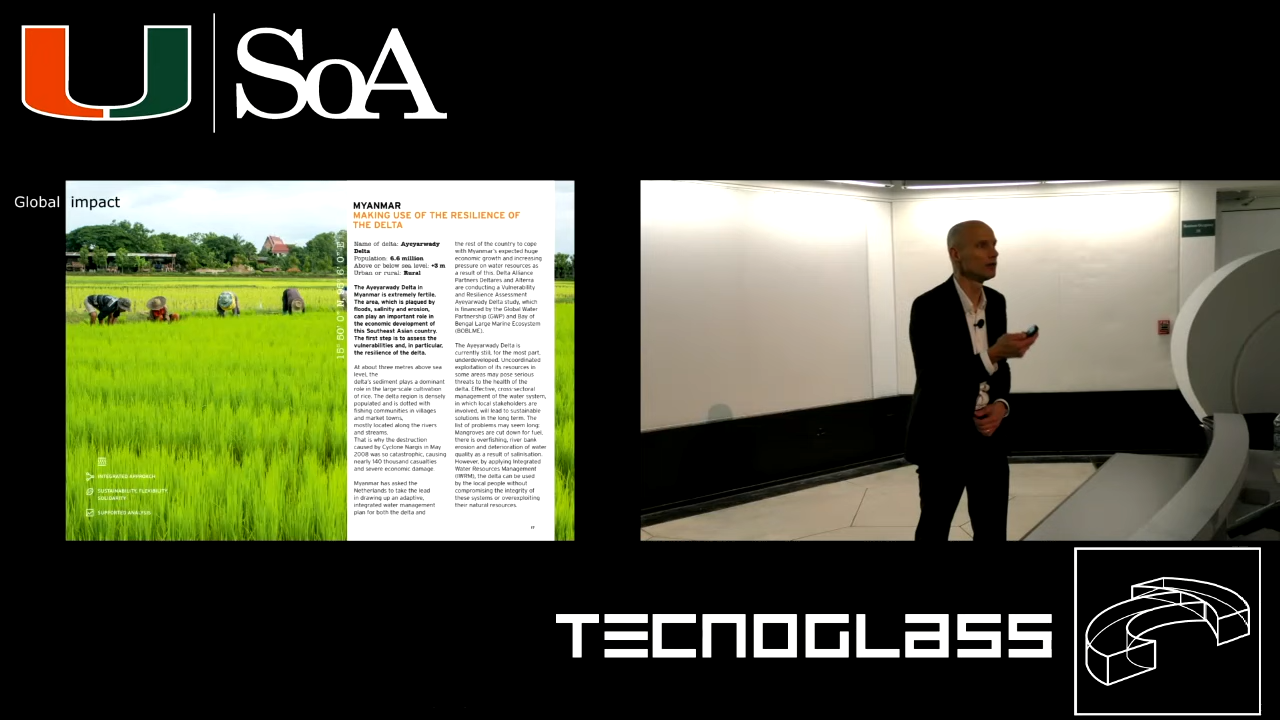 U
SoA
Global impact
MYANMAR
MAKING USE OF THE RESILIENCE OF
THE DELTA
Name of delta: Ayeyarwady
Delta
Population: 6.6 million
Above or below sea level: +3 m
Urban or rural: Rural
The Ayeyarwady Delta in
Myanmar is extremely fertile.
The area, which is plagued by
floods, salinity and erosion,
can play an important role in
the economic development of
this Southeast Asian country.
The first step is to assess the
vulnerabilities and, in particular,
the resilience of the delta.
At about three metres above sea
level, the
delta's sediment plays a dominant
role in the large-scale cultivation
of rice. The delta region is densely
populated and is dotted with
fishing communities in villages
and market towns,
mostly located along the rivers
and streams.
That is why the destruction
caused by Cyclone Nargis in May
2008 was so catastrophic, causing
nearly 140 thousand casualties
and severe economic damage.
Myanmar has asked the
Netherlands to take the lead
in drawing up an adaptive,
integrated water management
plan for both the delta and
the rest of the country to cope
with Myanmar's expected huge
economic growth and increasing
pressure on water resources as
a result of this. Delta Alliance
Partners Deltares and Alterra
are conducting a Vulnerability
and Resilience Assessment
Ayeyarwady Delta study, which
is financed by the Global Water
Partnership (GWP) and Bay of
Bengal Large Marine Ecosystem
(BOBLME).
The Ayeyarwady Delta is
currently still, for the most part,
underdeveloped. Uncoordinated
exploitation of its resources in
some areas may pose serious
threats to the health of the
delta. Effective, cross-sectoral
management of the water system,
in which local stakeholders are
involved, will lead to sustainable
solutions in the long term. The
list of problems may seem long:
Mangroves are cut down for fuel,
there is overfishing, river bank
erosion and deterioration of water
quality as a result of salinisation.
However, by applying Integrated
Water Resources Management
(IWRM), the delta can be used
by the local people without
compromising the integrity of
these systems or overexploiting
their natural resources.
INTEGRATED APPROACH
SUSTAINABILITY, FLEXIBILITY,
SOLIDARITY
SUPPORTED ANALYSIS
TECNOGLASS